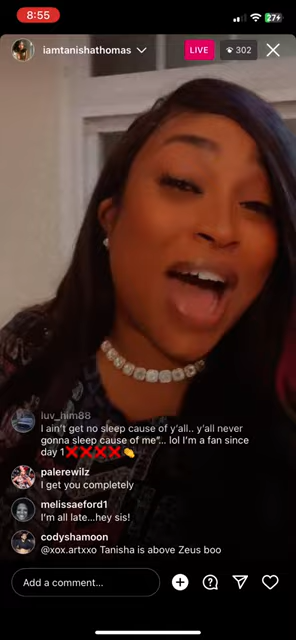 8:55
27
iamtanishathomas
LIVE
302
luv_him88
I ain't get no sleep cause of y'all.. y'all never
gonna sleep cause of me"... lol I'm a fan since
day 1❌❌❌❌👏
palerewilz
I get you completely
melissaeford1
I'm all late...hey sis!
codyshamoon
@xox.artxxo Tanisha is above Zeus boo
Add a comment...